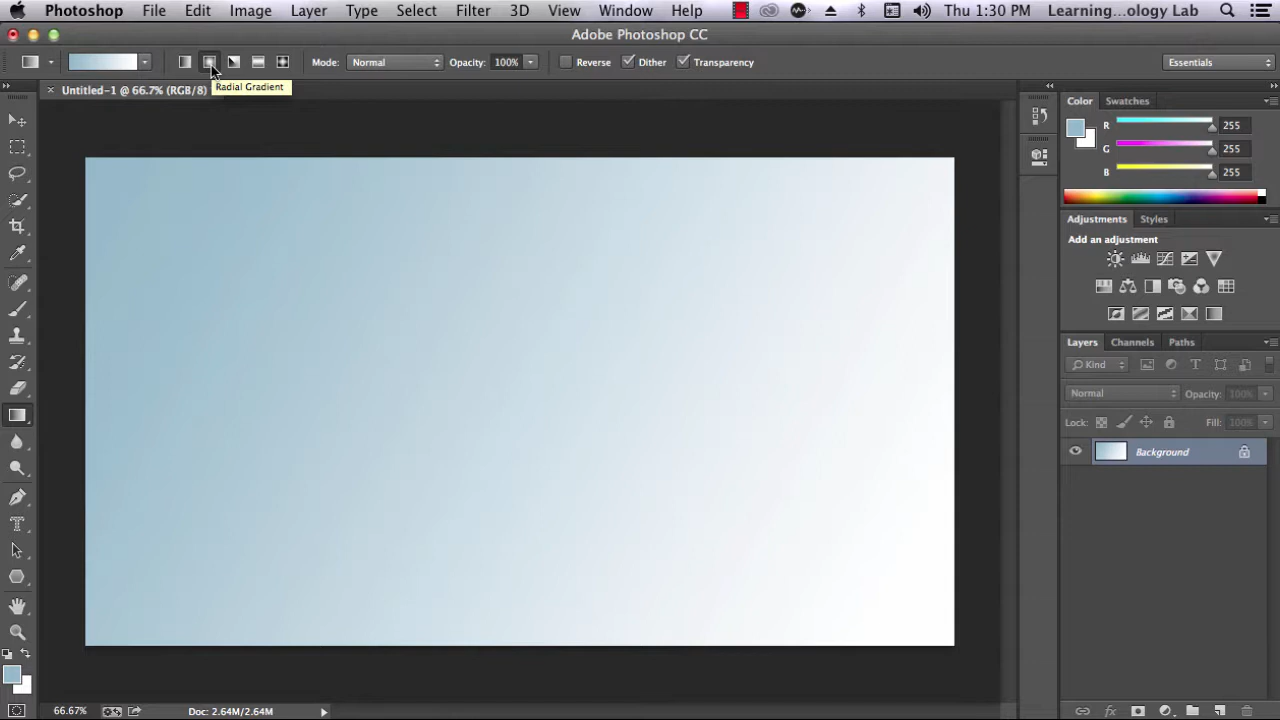 Photoshop File Edit Image Layer Type Select Filter 3D View Window Help Thu 1:30 PM Learning...ology Lab
Adobe Photoshop CC
Mode: Normal Opacity: 100% Reverse Dither Transparency Essentials
Radial Gradient
Untitled-1 @ 66.7% (RGB/8)
Color Swatches
R 255
G 255
B 255
Adjustments Styles
Add an adjustment
Layers Channels Paths
Kind
Normal Opacity: 100%
Lock: Fill: 100%
Background
66.67% Doc: 2.64M/2.64M